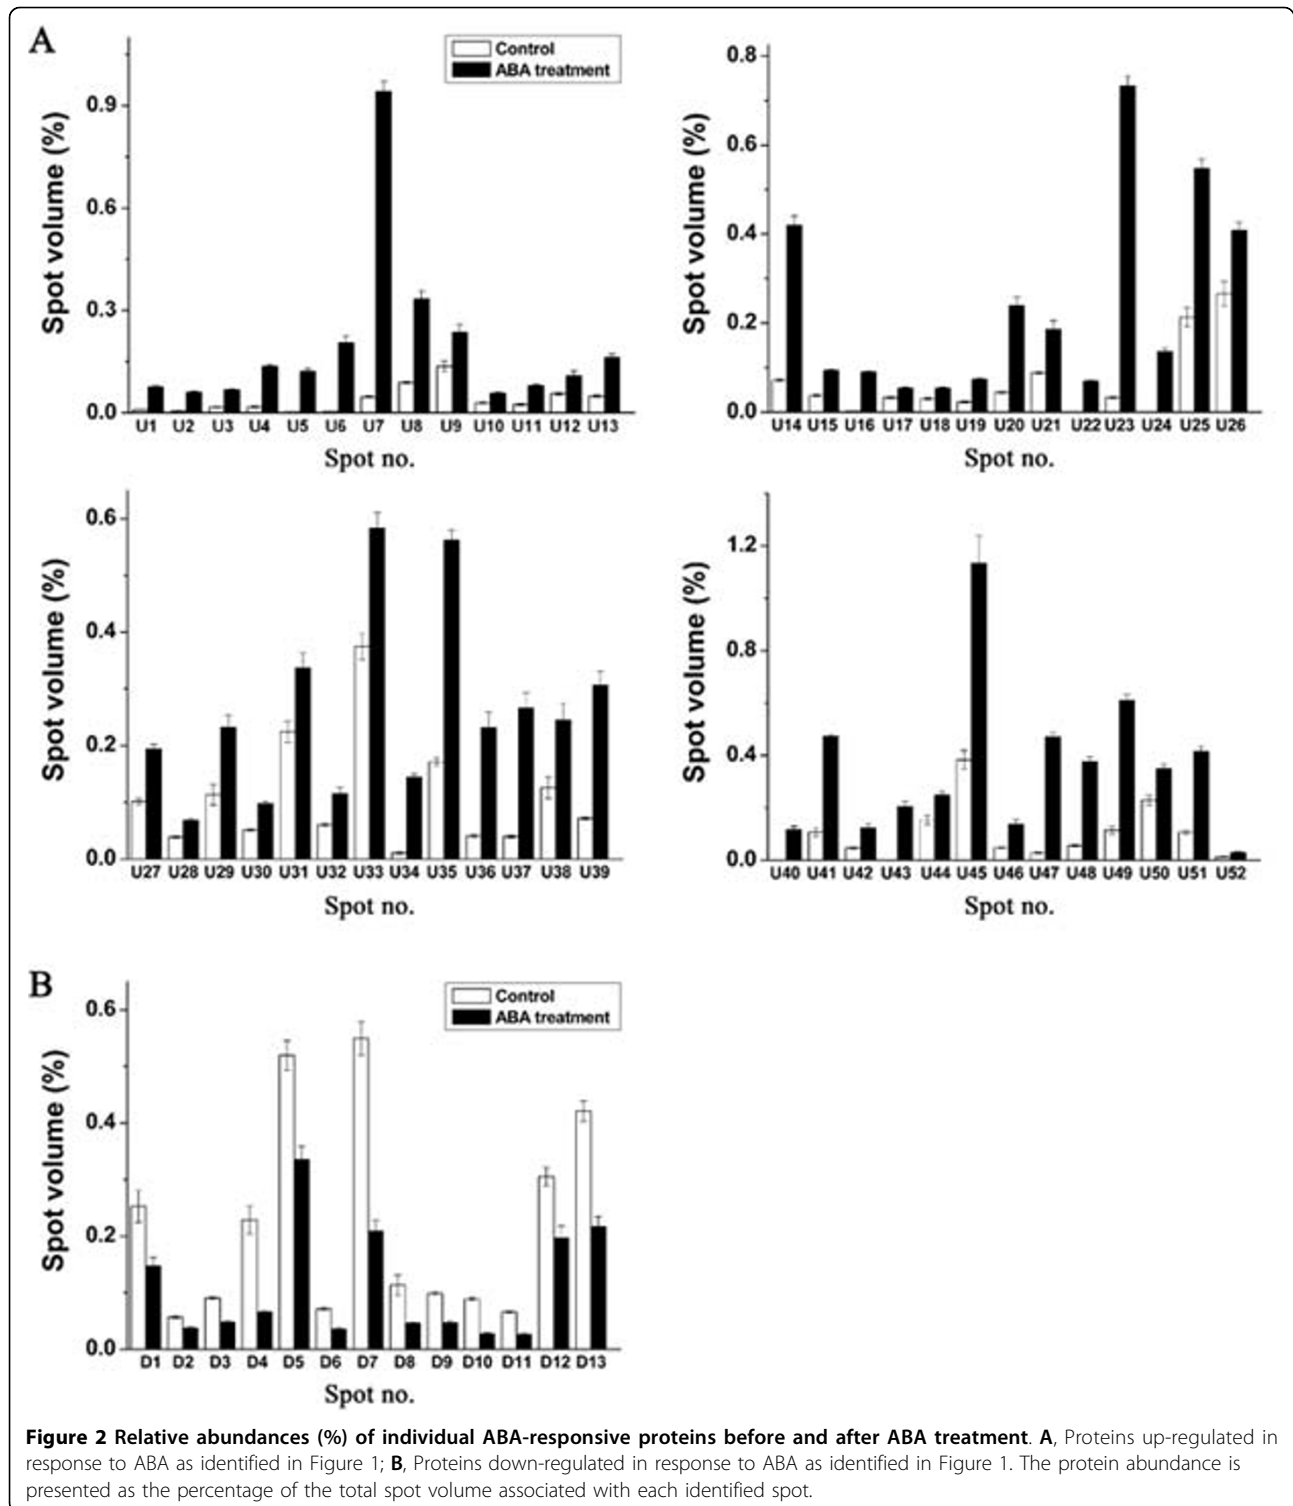 A
Control
ABA treatment
Spot volume (%)
0.9
0.6
0.3
0.0
U1 U2 U3 U4 U5 U6 U7 U8 U9 U10 U11 U12 U13
Spot no.
Spot volume (%)
0.8
0.6
0.4
0.2
0.0
U14 U15 U16 U17 U18 U19 U20 U21 U22 U23 U24 U25 U26
Spot no.
Spot volume (%)
0.6
0.4
0.2
0.0
U27 U28 U29 U30 U31 U32 U33 U34 U35 U36 U37 U38 U39
Spot no.
Spot volume (%)
1.2
0.8
0.4
0.0
U40 U41 U42 U43 U44 U45 U46 U47 U48 U49 U50 U51 U52
Spot no.
B
Control
ABA treatment
Spot volume (%)
0.6
0.4
0.2
0.0
D1 D2 D3 D4 D5 D6 D7 D8 D9 D10 D11 D12 D13
Spot no.
Figure 2 Relative abundances (%) of individual ABA-responsive proteins before and after ABA treatment. A, Proteins up-regulated in
response to ABA as identified in Figure 1; B, Proteins down-regulated in response to ABA as identified in Figure 1. The protein abundance is
presented as the percentage of the total spot volume associated with each identified spot.